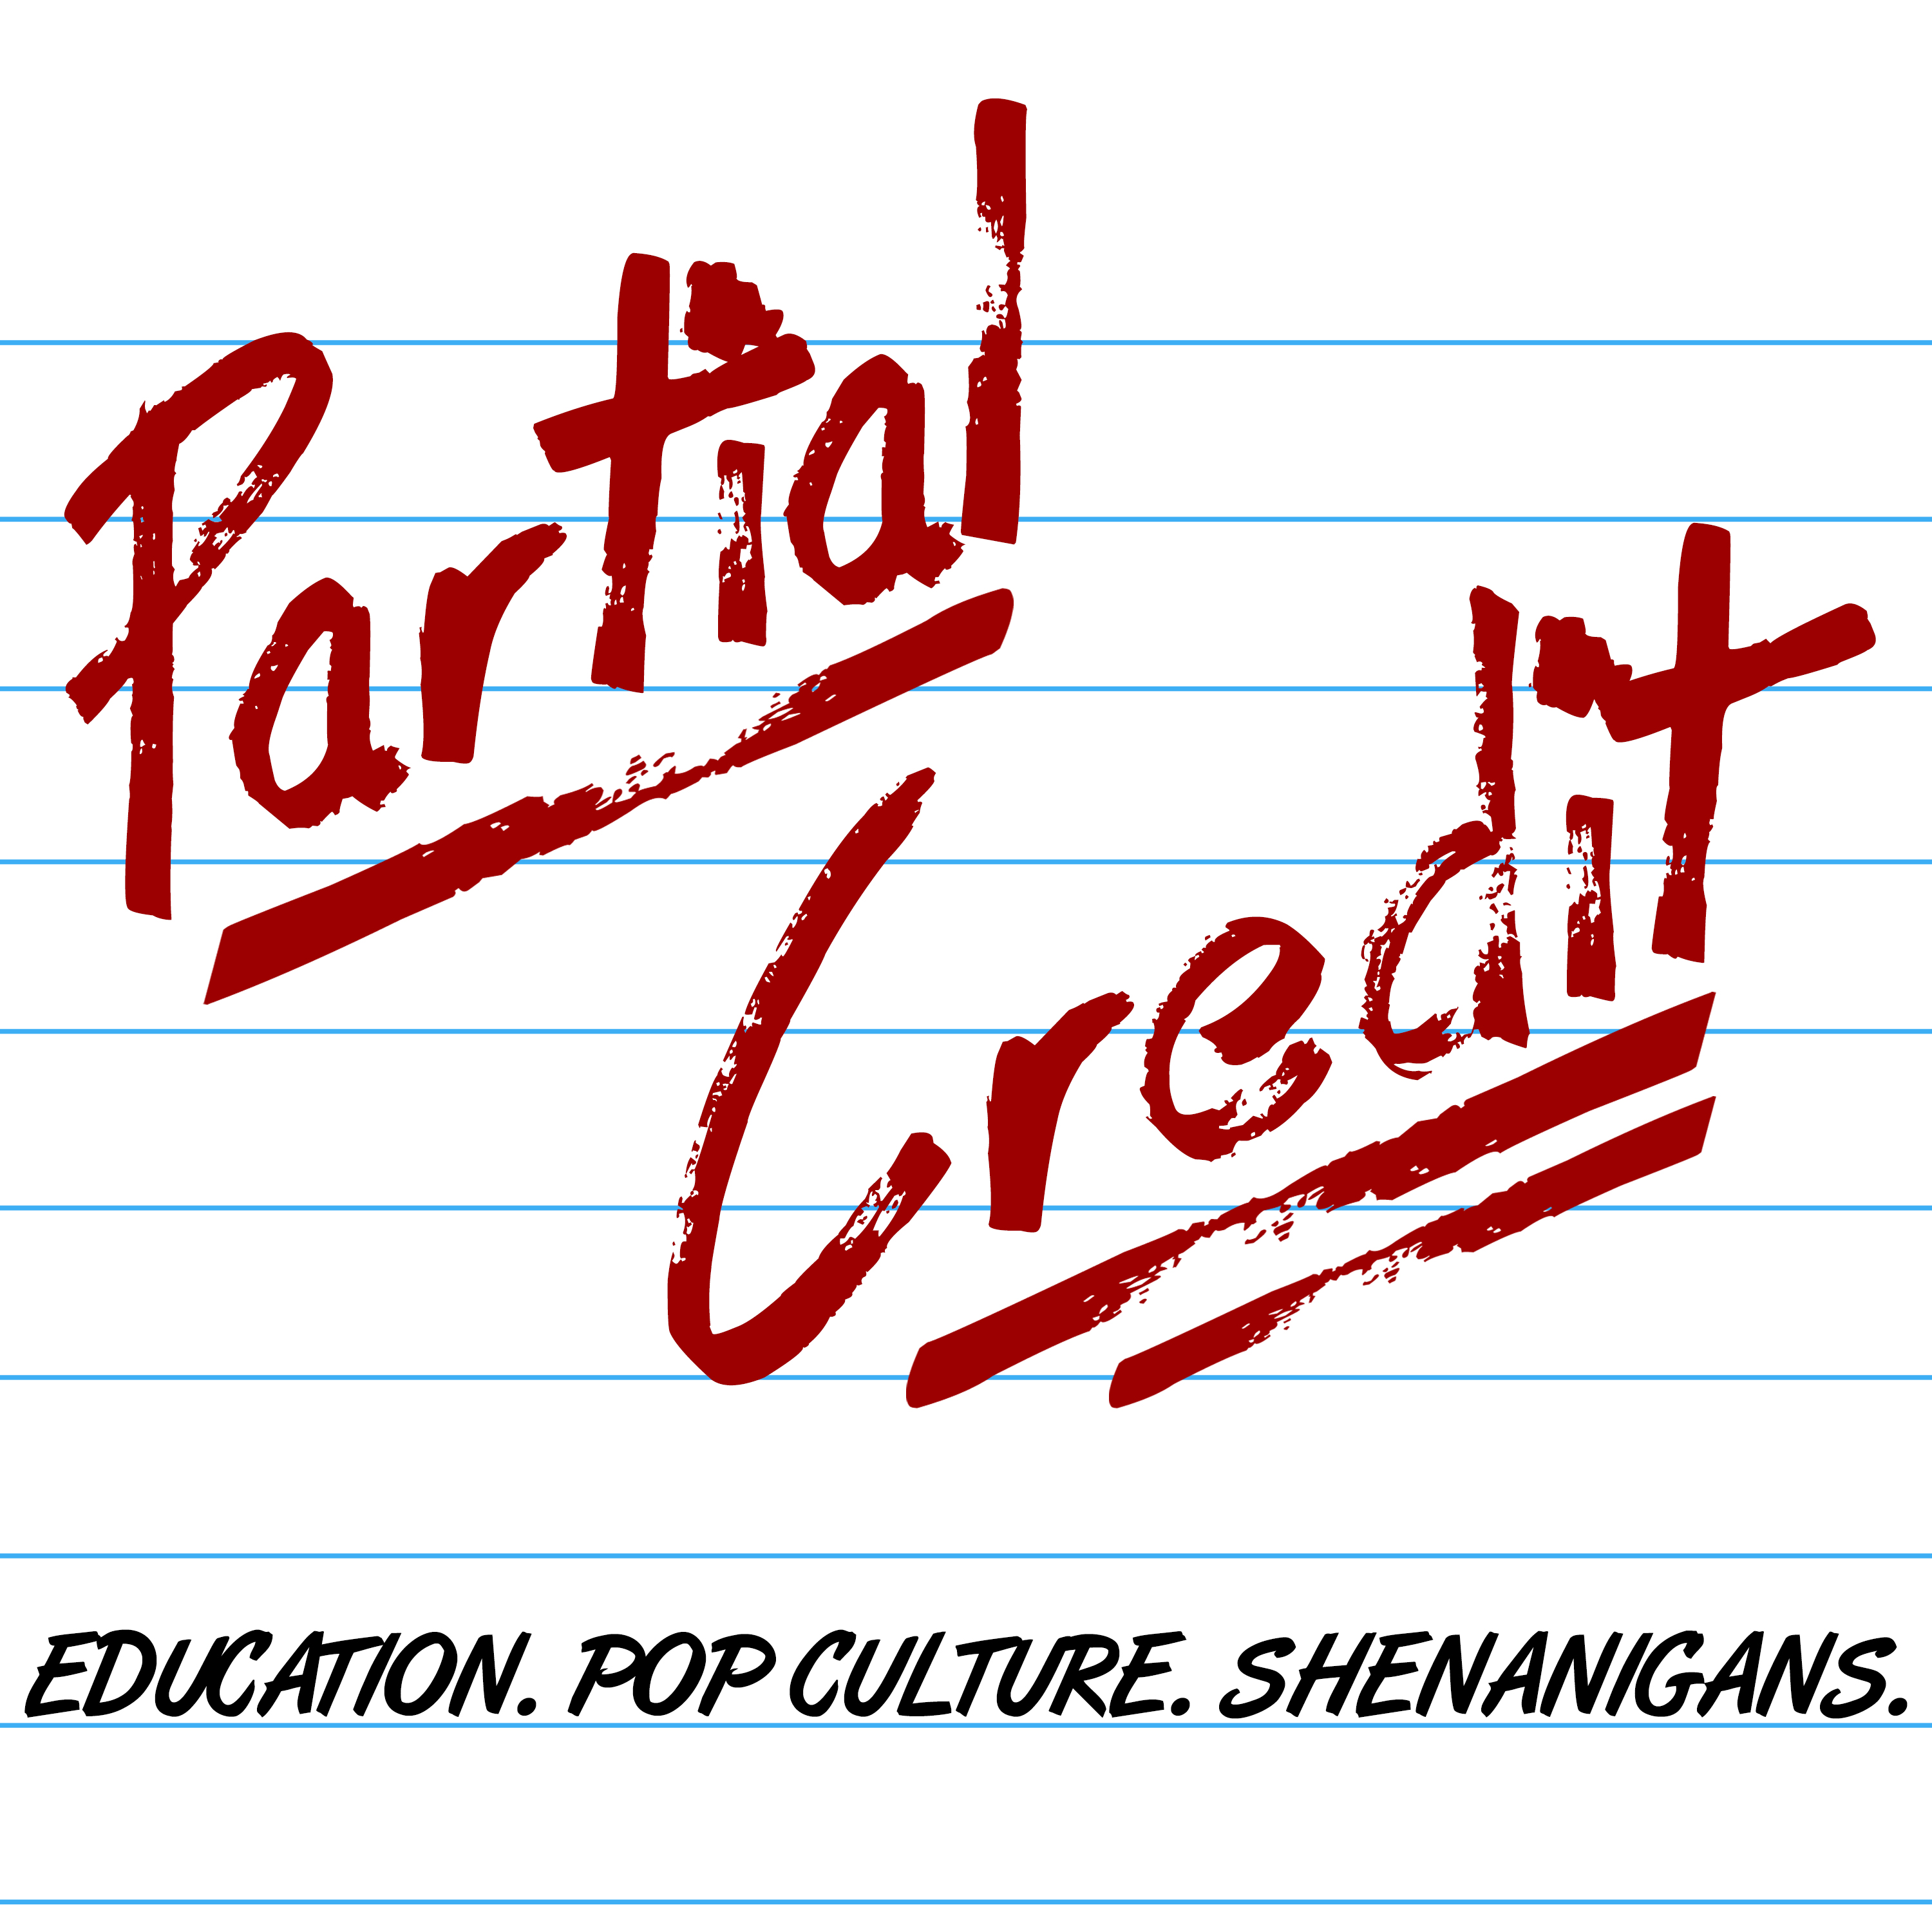 Partial
Credit
EDUCATION. POP CULTURE. SHENANIGANS.